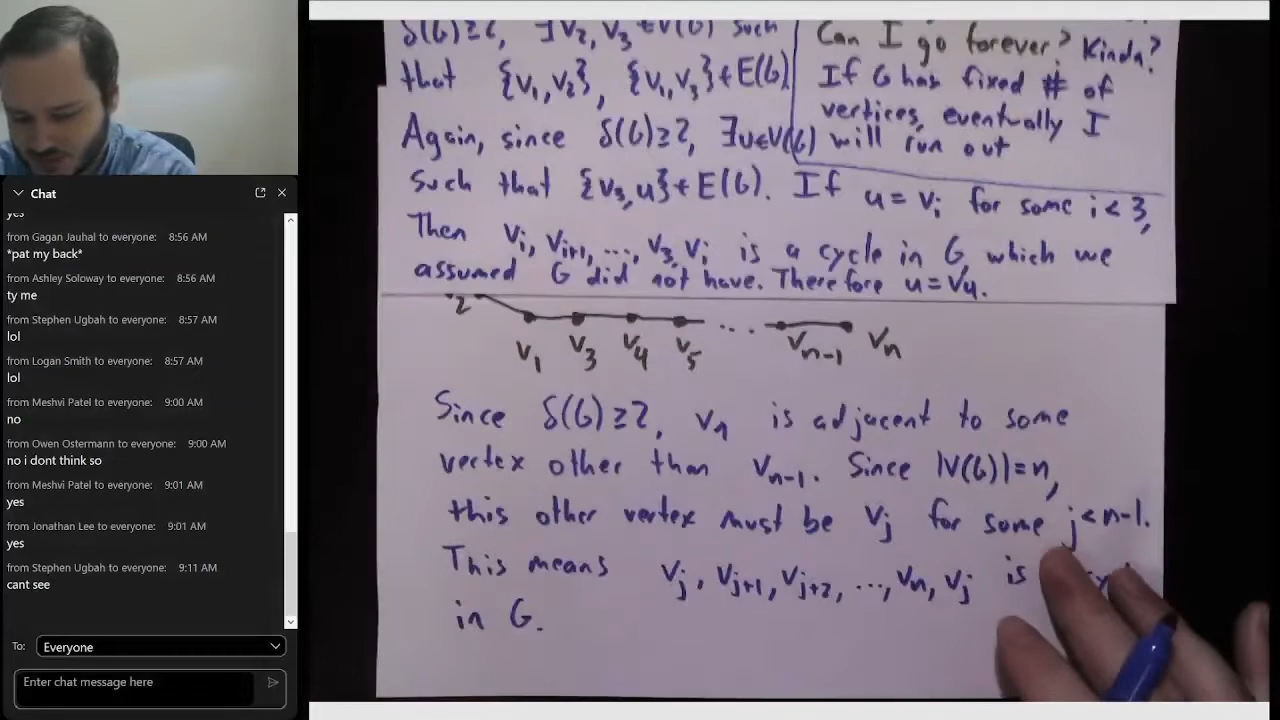 Chat
yes
from Gagan Jauhal to everyone: 8:56 AM
*pat my back*
from Ashley Soloway to everyone: 8:56 AM
ty me
from Stephen Ugbah to everyone: 8:57 AM
lol
from Logan Smith to everyone: 8:57 AM
lol
from Meshvi Patel to everyone: 9:00 AM
no
from Owen Ostermann to everyone: 9:00 AM
no i dont think so
from Meshvi Patel to everyone: 9:01 AM
yes
from Jonathan Lee to everyone: 9:01 AM
yes
from Stephen Ugbah to everyone: 9:11 AM
cant see
To: Everyone
Enter chat message here
δ(G)≥2, ∃v₂,v₃∈V(G) such
that {v₁,v₂}, {v₁,v₃}∈E(G)
Again, since δ(G)≥2, ∃u∈V(G)
such that {v₃,u}∈E(G). If u=vᵢ for some i<3,
Then vᵢ, vᵢ₊₁, ..., v₃, vᵢ is a cycle in G, which we
assumed G did not have. Therefore u=v₄.
Can I go forever? Kinda?
If G has fixed # of
vertices, eventually I
will run out
2 v₁ v₃ v₄ v₅ ... vₙ₋₁ vₙ
Since δ(G)≥2, vₙ is adjacent to some
vertex other than vₙ₋₁. Since |V(G)|=n,
this other vertex must be vⱼ for some j<n-1.
This means vⱼ, vⱼ₊₁, vⱼ₊₂, ..., vₙ, vⱼ is
in G.